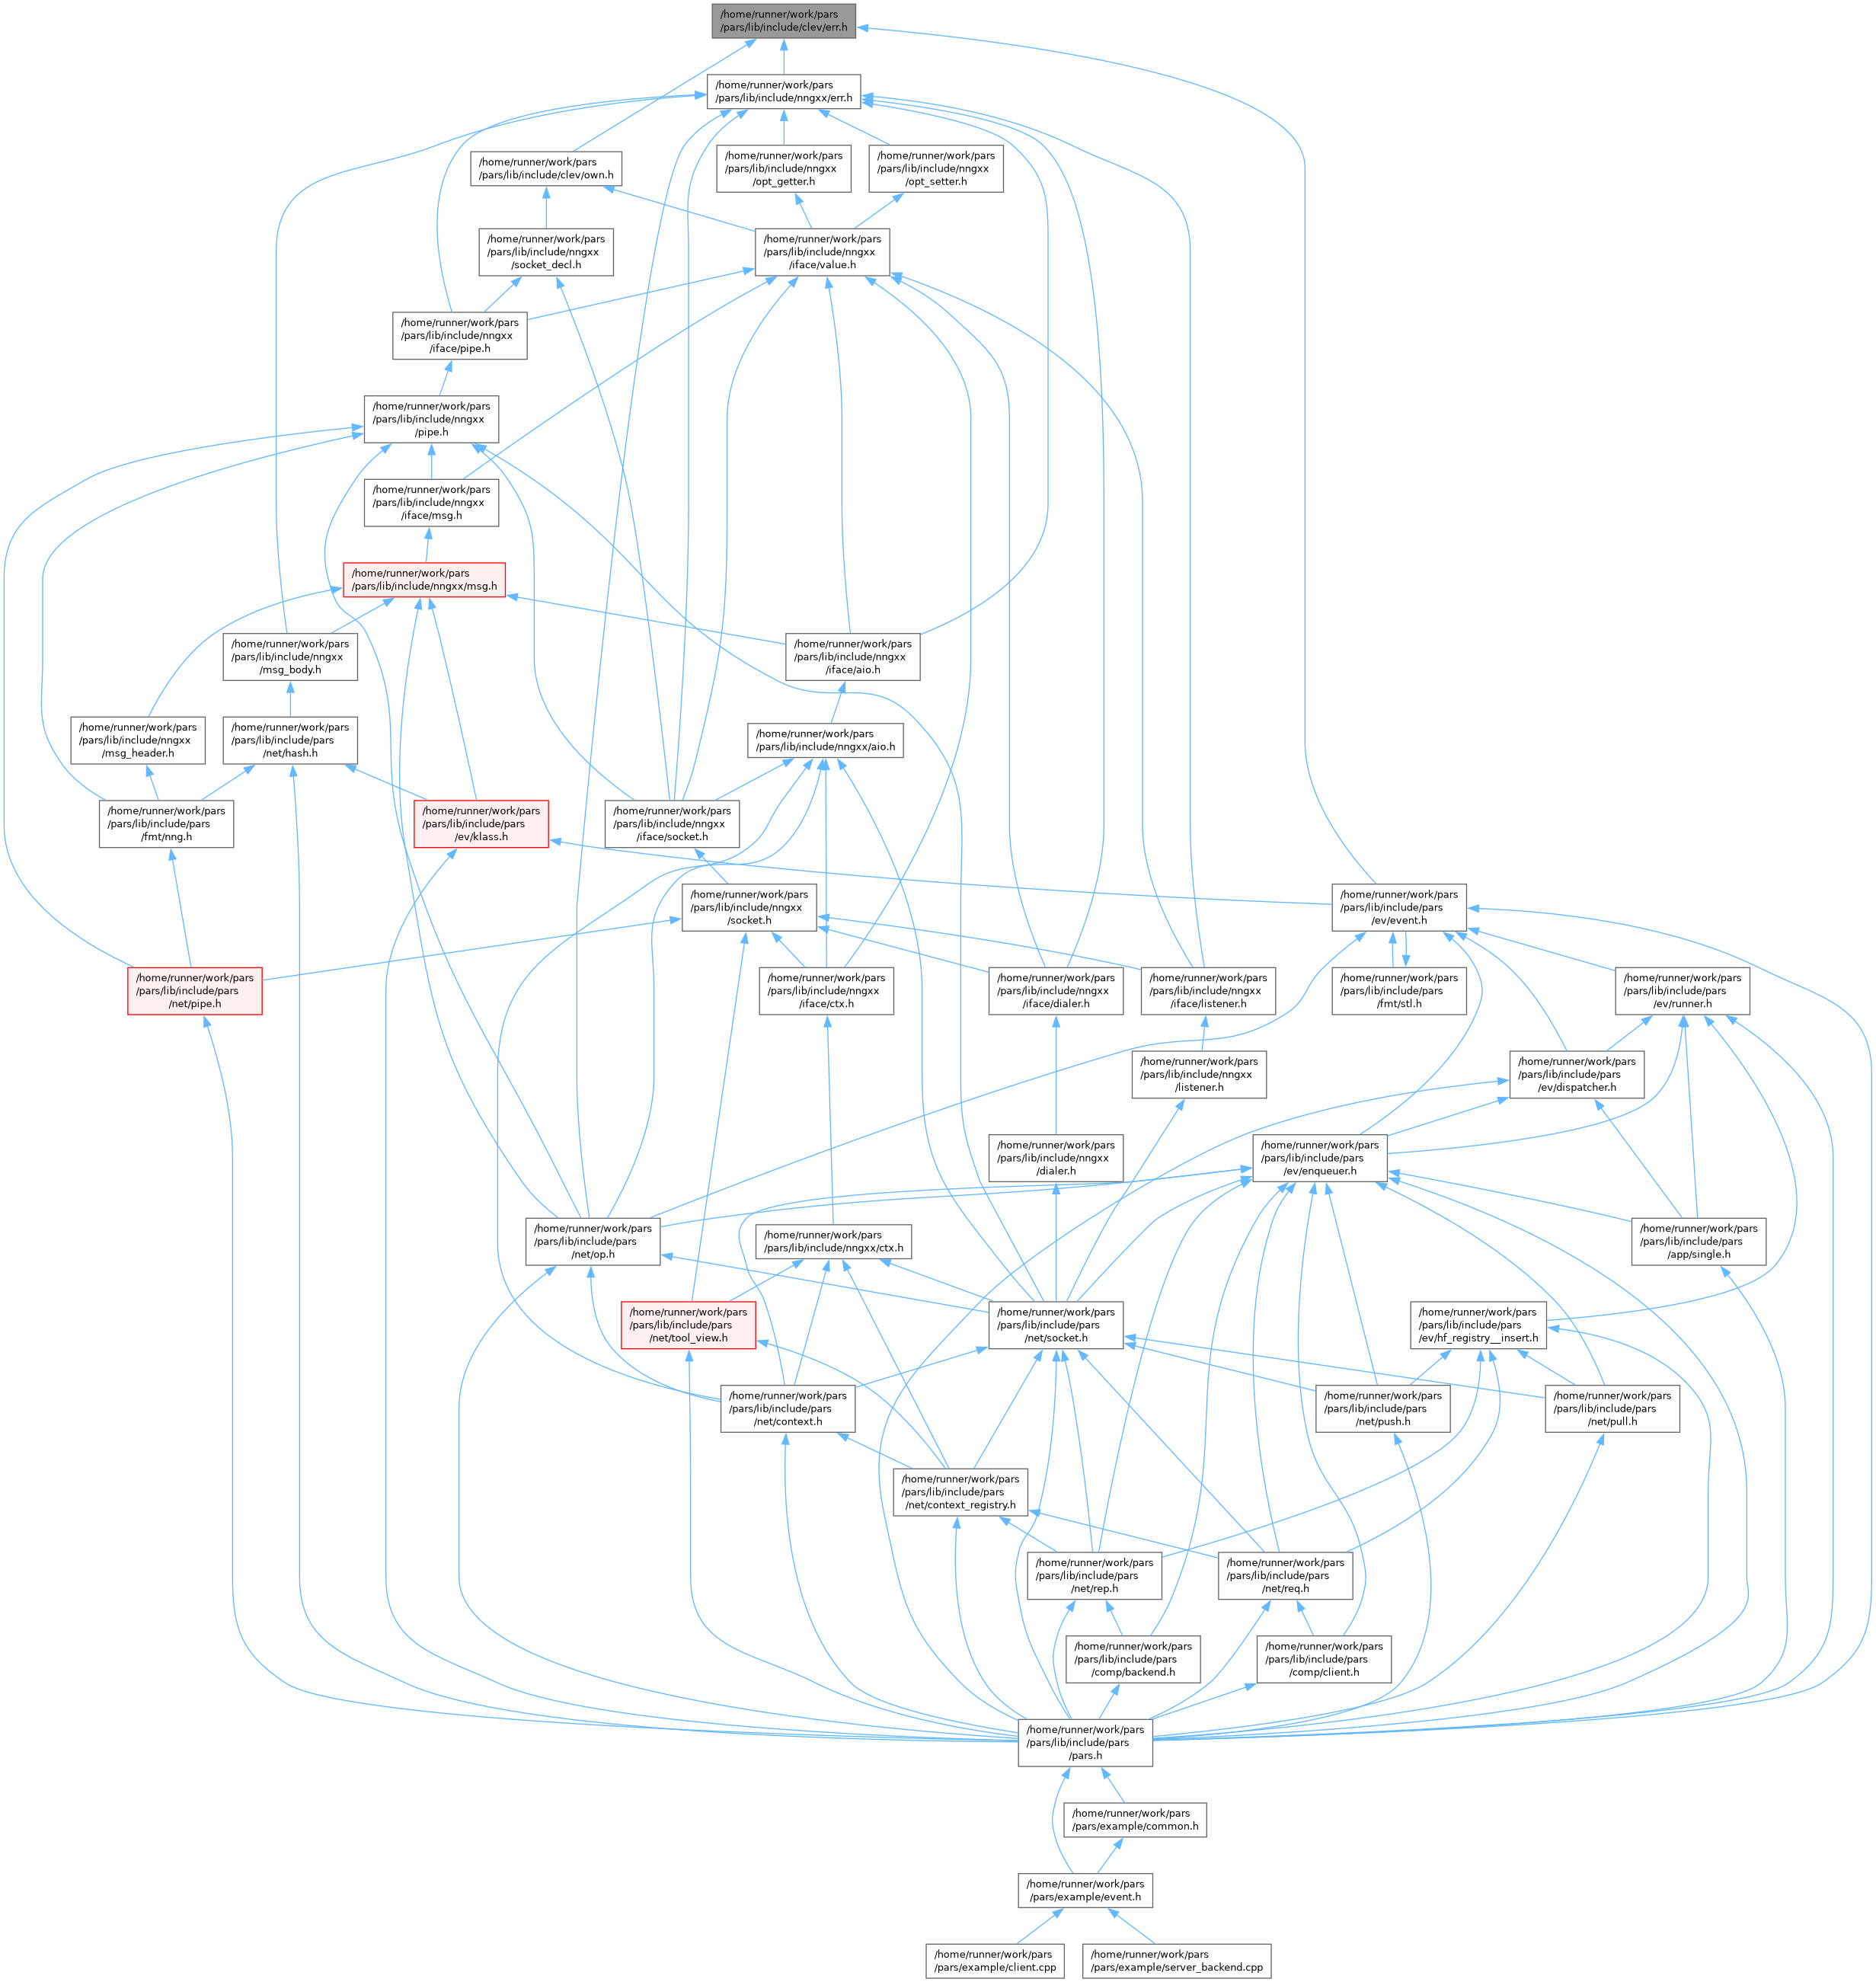 /home/runner/work/pars
/pars/lib/include/clev/err.h
/home/runner/work/pars
/pars/lib/include/nngxx/err.h
/home/runner/work/pars
/pars/lib/include/clev/own.h
/home/runner/work/pars
/pars/lib/include/nngxx
/opt_getter.h
/home/runner/work/pars
/pars/lib/include/nngxx
/opt_setter.h
/home/runner/work/pars
/pars/lib/include/nngxx
/socket_decl.h
/home/runner/work/pars
/pars/lib/include/nngxx
/iface/value.h
/home/runner/work/pars
/pars/lib/include/nngxx
/iface/pipe.h
/home/runner/work/pars
/pars/lib/include/nngxx
/pipe.h
/home/runner/work/pars
/pars/lib/include/nngxx
/iface/msg.h
/home/runner/work/pars
/pars/lib/include/nngxx/msg.h
/home/runner/work/pars
/pars/lib/include/nngxx
/msg_body.h
/home/runner/work/pars
/pars/lib/include/nngxx
/iface/aio.h
/home/runner/work/pars
/pars/lib/include/nngxx
/msg_header.h
/home/runner/work/pars
/pars/lib/include/pars
/net/hash.h
/home/runner/work/pars
/pars/lib/include/nngxx/aio.h
/home/runner/work/pars
/pars/lib/include/pars
/fmt/nng.h
/home/runner/work/pars
/pars/lib/include/pars
/ev/klass.h
/home/runner/work/pars
/pars/lib/include/nngxx
/iface/socket.h
/home/runner/work/pars
/pars/lib/include/nngxx
/socket.h
/home/runner/work/pars
/pars/lib/include/pars
/ev/event.h
/home/runner/work/pars
/pars/lib/include/pars
/net/pipe.h
/home/runner/work/pars
/pars/lib/include/nngxx
/iface/ctx.h
/home/runner/work/pars
/pars/lib/include/nngxx
/iface/dialer.h
/home/runner/work/pars
/pars/lib/include/nngxx
/iface/listener.h
/home/runner/work/pars
/pars/lib/include/pars
/fmt/stl.h
/home/runner/work/pars
/pars/lib/include/pars
/ev/runner.h
/home/runner/work/pars
/pars/lib/include/nngxx
/listener.h
/home/runner/work/pars
/pars/lib/include/pars
/ev/dispatcher.h
/home/runner/work/pars
/pars/lib/include/nngxx
/dialer.h
/home/runner/work/pars
/pars/lib/include/pars
/ev/enqueuer.h
/home/runner/work/pars
/pars/lib/include/pars
/net/op.h
/home/runner/work/pars
/pars/lib/include/nngxx/ctx.h
/home/runner/work/pars
/pars/lib/include/pars
/app/single.h
/home/runner/work/pars
/pars/lib/include/pars
/net/tool_view.h
/home/runner/work/pars
/pars/lib/include/pars
/net/socket.h
/home/runner/work/pars
/pars/lib/include/pars
/ev/hf_registry__insert.h
/home/runner/work/pars
/pars/lib/include/pars
/net/context.h
/home/runner/work/pars
/pars/lib/include/pars
/net/push.h
/home/runner/work/pars
/pars/lib/include/pars
/net/pull.h
/home/runner/work/pars
/pars/lib/include/pars
/net/context_registry.h
/home/runner/work/pars
/pars/lib/include/pars
/net/rep.h
/home/runner/work/pars
/pars/lib/include/pars
/net/req.h
/home/runner/work/pars
/pars/lib/include/pars
/comp/backend.h
/home/runner/work/pars
/pars/lib/include/pars
/comp/client.h
/home/runner/work/pars
/pars/lib/include/pars
/pars.h
/home/runner/work/pars
/pars/example/common.h
/home/runner/work/pars
/pars/example/event.h
/home/runner/work/pars
/pars/example/client.cpp
/home/runner/work/pars
/pars/example/server_backend.cpp